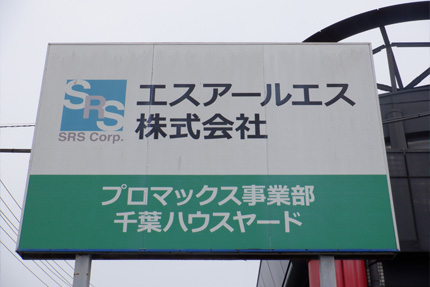 SRS
SRS Corp.
エスアールエス
株式会社
プロマックス事業部
千葉ハウスヤード